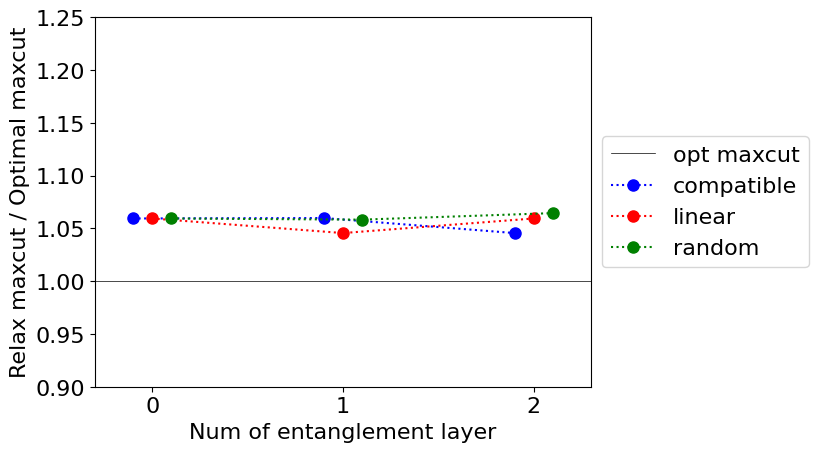 Relax maxcut / Optimal maxcut
1.25
1.20
1.15
1.10
1.05
1.00
0.95
0.90
0
1
2
Num of entanglement layer
opt maxcut
compatible
linear
random